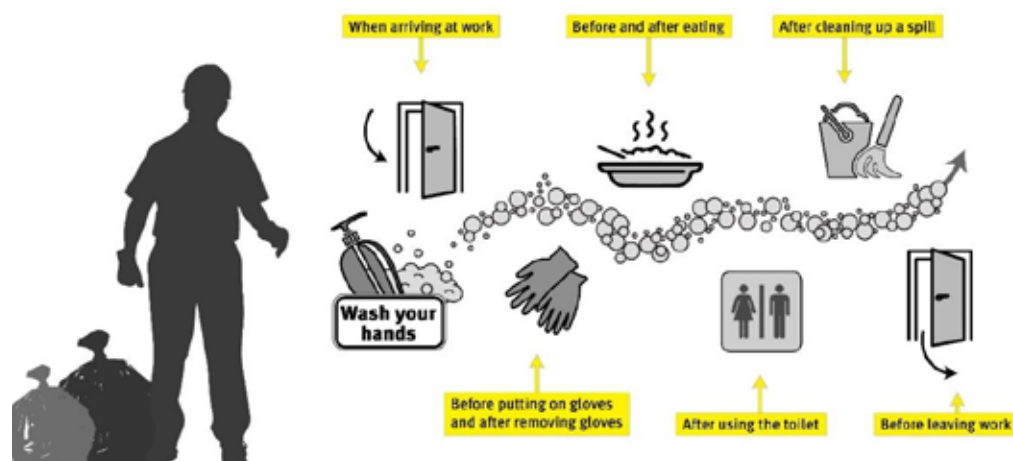 When arriving at work
Before and after eating
After cleaning up a spill
Wash your
hands
Before putting on gloves
and after removing gloves
After using the toilet
Before leaving work